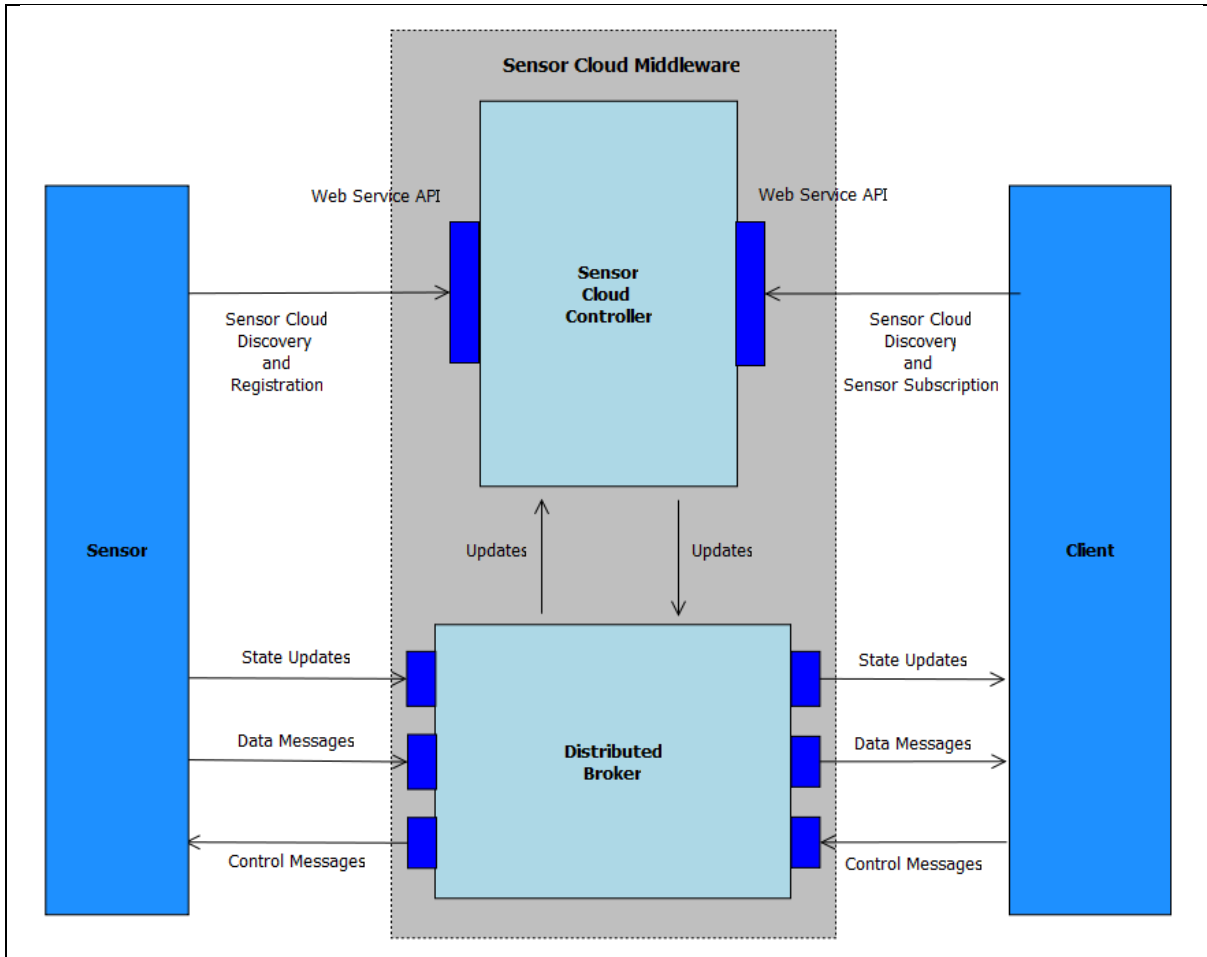 Sensor Cloud Middleware
Web Service API
Web Service API
Sensor
Cloud
Controller
Sensor Cloud
Discovery
and
Registration
Sensor Cloud
Discovery
and
Sensor Subscription
Sensor
Updates
Updates
Client
State Updates
State Updates
Data Messages
Data Messages
Distributed
Broker
Control Messages
Control Messages